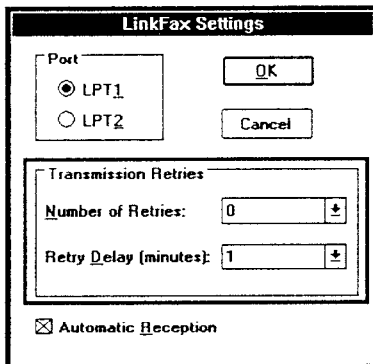 LinkFax Settings
Port
LPT1
LPT2
OK
Cancel
Transmission Retries
Number of Retries: 0
Retry Delay (minutes): 1
Automatic Reception